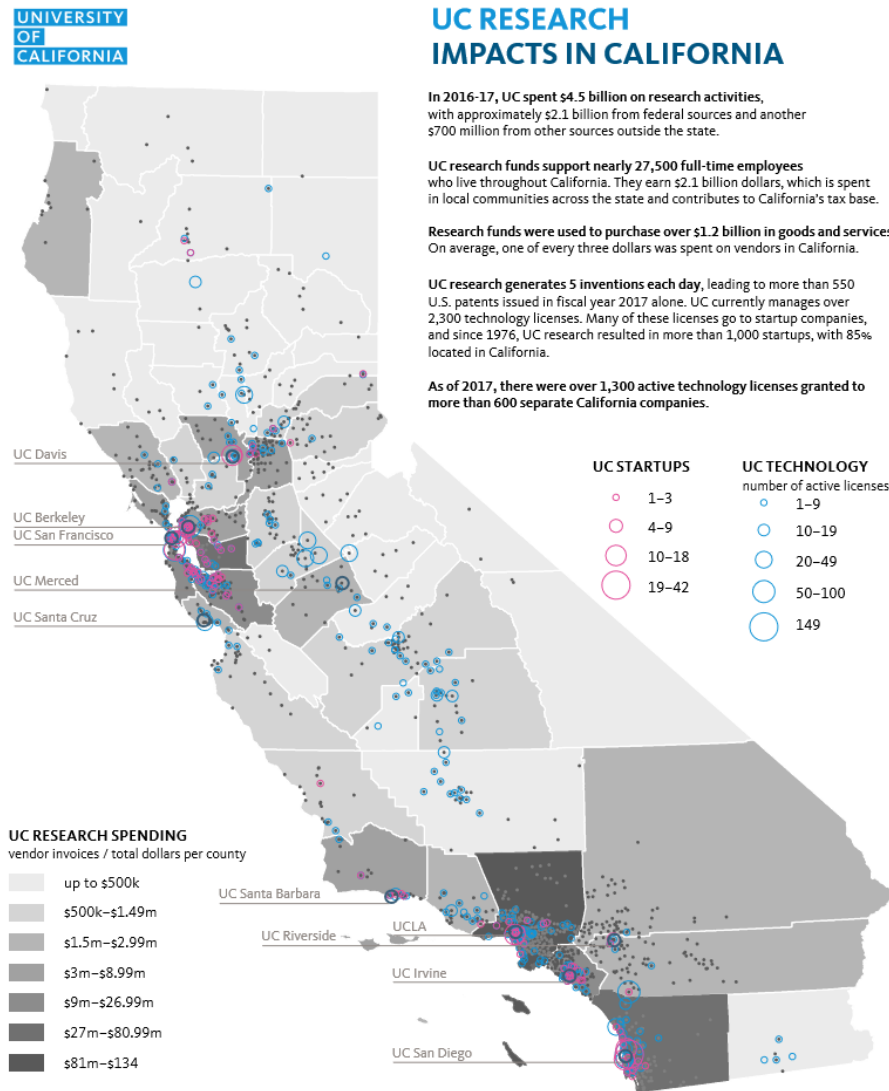 UNIVERSITY
OF
CALIFORNIA
UC RESEARCH
IMPACTS IN CALIFORNIA
In 2016-17, UC spent $4.5 billion on research activities,
with approximately $2.1 billion from federal sources and another
$700 million from other sources outside the state.
UC research funds support nearly 27,500 full-time employees
who live throughout California. They earn $2.1 billion dollars, which is spent
in local communities across the state and contributes to California's tax base.
Research funds were used to purchase over $1.2 billion in goods and services
On average, one of every three dollars was spent on vendors in California.
UC research generates 5 inventions each day, leading to more than 550
U.S. patents issued in fiscal year 2017 alone. UC currently manages over
2,300 technology licenses. Many of these licenses go to startup companies,
and since 1976, UC research resulted in more than 1,000 startups, with 85%
located in California.
As of 2017, there were over 1,300 active technology licenses granted to
more than 600 separate California companies.
UC STARTUPS
1–3
4–9
10–18
19–42
UC TECHNOLOGY
number of active licenses
1–9
10–19
20–49
50–100
149
UC Davis
UC Berkeley
UC San Francisco
UC Merced
UC Santa Cruz
UC Santa Barbara
UCLA
UC Riverside
UC Irvine
UC San Diego
UC RESEARCH SPENDING
vendor invoices / total dollars per county
up to $500k
$500k–$1.49m
$1.5m–$2.99m
$3m–$8.99m
$9m–$26.99m
$27m–$80.99m
$81m–$134